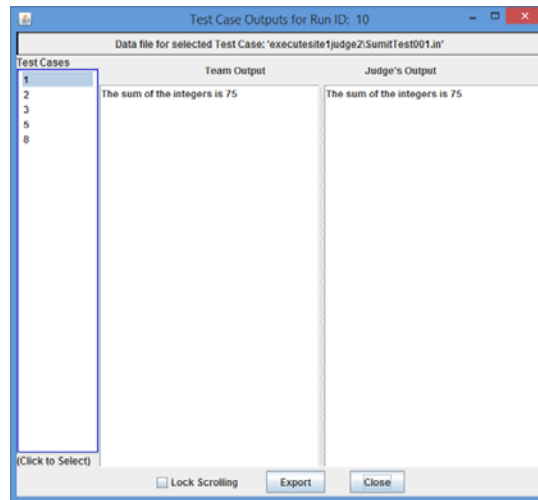 Test Case Outputs for Run ID: 10
Data file for selected Test Case: 'executesite1judge2\SumitTest001.in'
Test Cases
Team Output
Judge's Output
1
2
3
5
8
The sum of the integers is 75
The sum of the integers is 75
(Click to Select)
Lock Scrolling
Export
Close